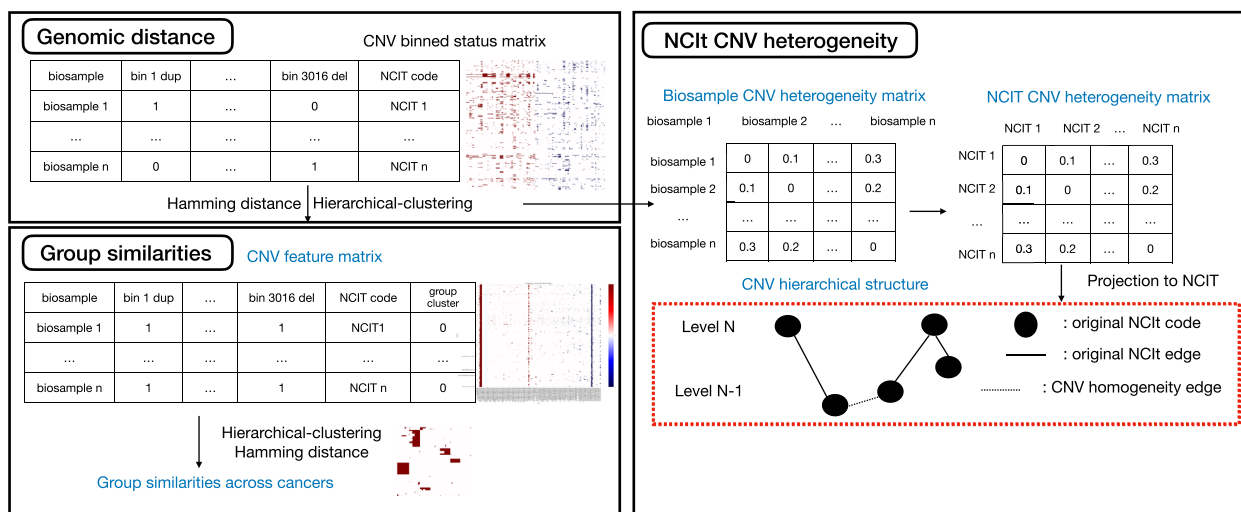 Genomic distance
CNV binned status matrix
biosample bin 1 dup … bin 3016 del NCIT code
biosample 1 1 … 0 NCIT 1
… … … … …
biosample n 0 … 1 NCIT n
Hamming distance Hierarchical-clustering
Group similarities
CNV feature matrix
biosample bin 1 dup … bin 3016 del NCIT code group cluster
biosample 1 1 … 1 NCIT1 0
… … … … … …
biosample n 1 … 1 NCIT n 0
Hierarchical-clustering
Hamming distance
Group similarities across cancers
NCIt CNV heterogeneity
Biosample CNV heterogeneity matrix
biosample 1 biosample 2 … biosample n
biosample 1 0 0.1 … 0.3
biosample 2 0.1 0 … 0.2
… … … … …
biosample n 0.3 0.2 … 0
NCIT CNV heterogeneity matrix
NCIT 1 NCIT 2 … NCIT n
NCIT 1 0 0.1 … 0.3
NCIT 2 0.1 0 … 0.2
… … … … …
NCIT n 0.3 0.2 … 0
CNV hierarchical structure
Projection to NCIT
Level N
Level N-1
: original NCIt code
: original NCIt edge
: CNV homogeneity edge